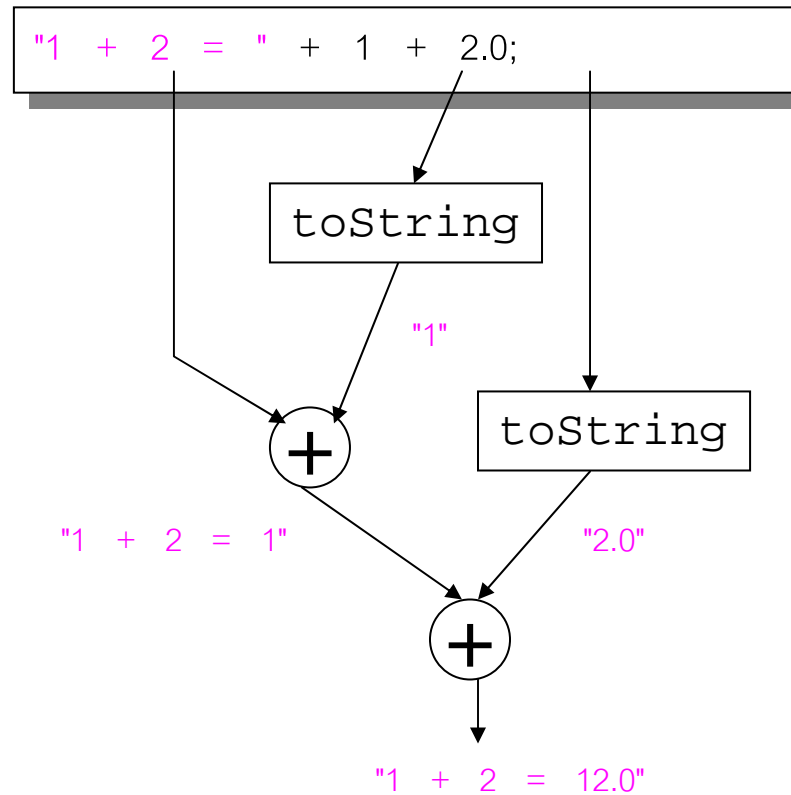 "1 + 2 = " + 1 + 2.0;
toString
"1"
toString
+
"1 + 2 = 1"
"2.0"
+
"1 + 2 = 12.0"